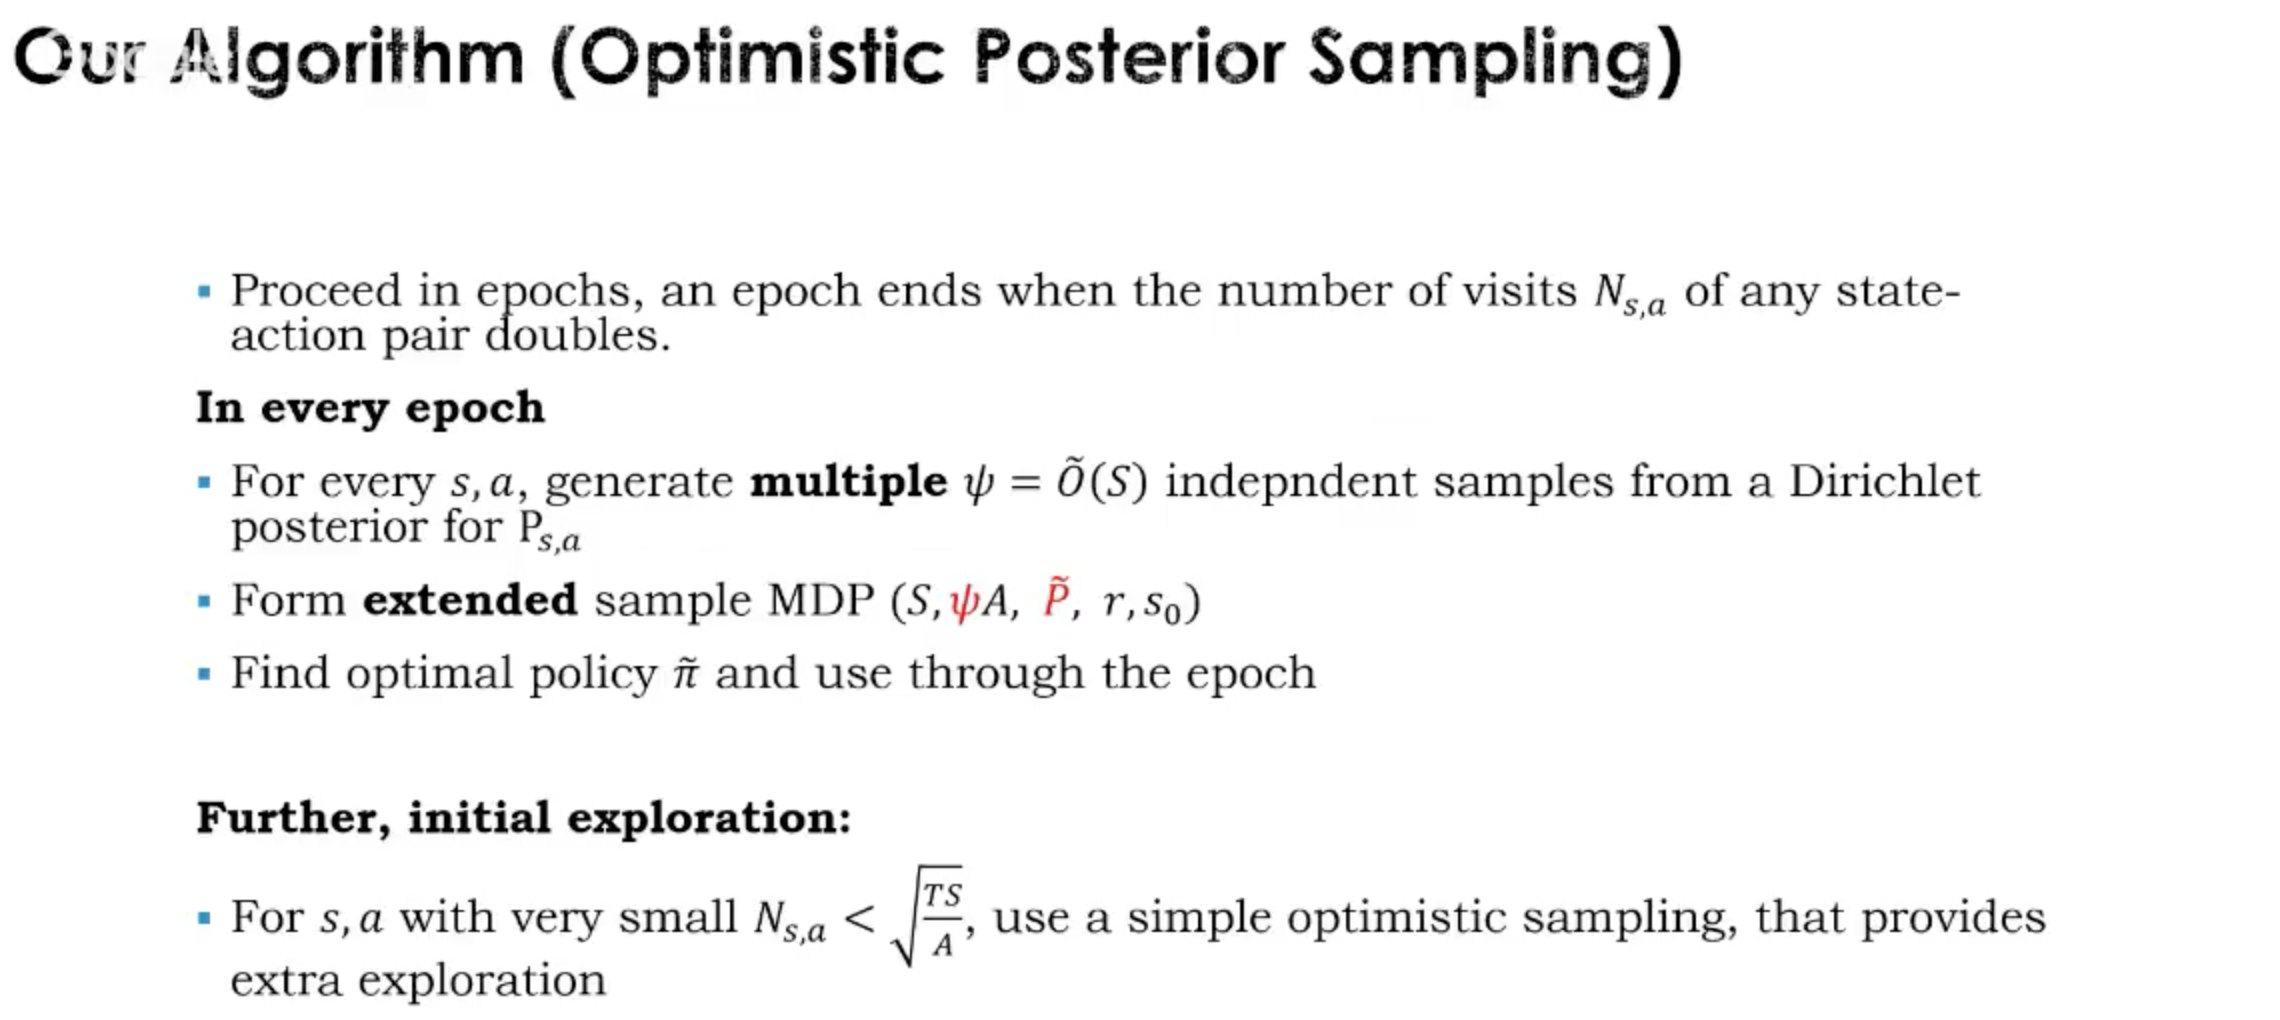 Our Algorithm (Optimistic Posterior Sampling)
▪ Proceed in epochs, an epoch ends when the number of visits $N_{s,a}$ of any state-
action pair doubles.
In every epoch
▪ For every $s, a$, generate multiple $\psi = \tilde{O}(S)$ indepndent samples from a Dirichlet
posterior for $\mathrm{P}_{s,a}$
▪ Form extended sample MDP $(S, \psi A, \tilde{P}, r, s_0)$
▪ Find optimal policy $\tilde{\pi}$ and use through the epoch
Further, initial exploration:
▪ For $s, a$ with very small $N_{s,a} < \sqrt{\frac{TS}{A}}$, use a simple optimistic sampling, that provides
extra exploration